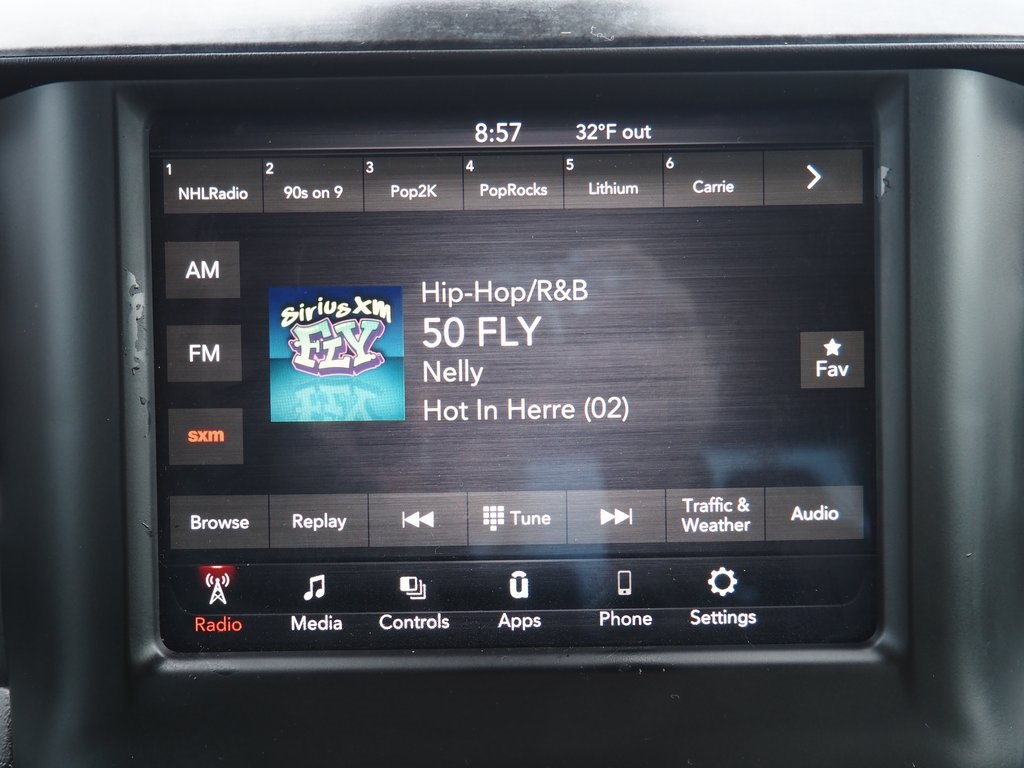 8:57 32°F out
1 NHLRadio 2 90s on 9 3 Pop2K 4 PopRocks 5 Lithium 6 Carrie
AM
FM
sxm
SiriusXM
FLY
Hip-Hop/R&B
50 FLY
Nelly
Hot In Herre (02)
Fav
Browse Replay Tune Traffic &
Weather Audio
Radio Media Controls Apps Phone Settings